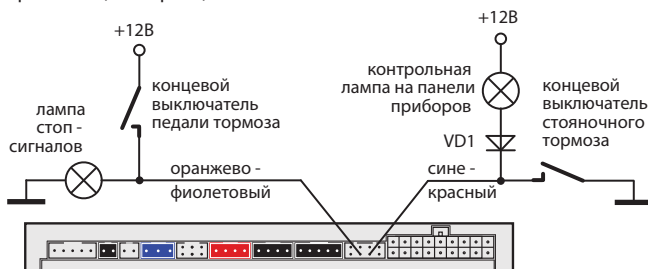 +12В
+12В
концевой
выключатель
педали тормоза
контрольная
лампа на панели
приборов
концевой
выключатель
стояночного
тормоза
лампа
стоп -
сигналов
VD1
оранжево -
фиолетовый
сине -
красный